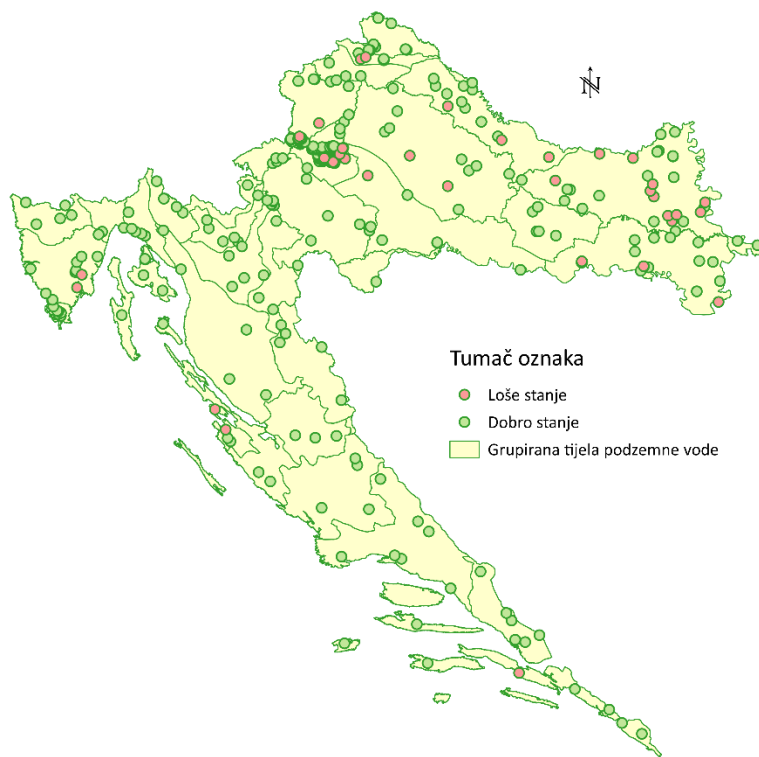 N
Tumač oznaka
Loše stanje
Dobro stanje
Grupirana tijela podzemne vode